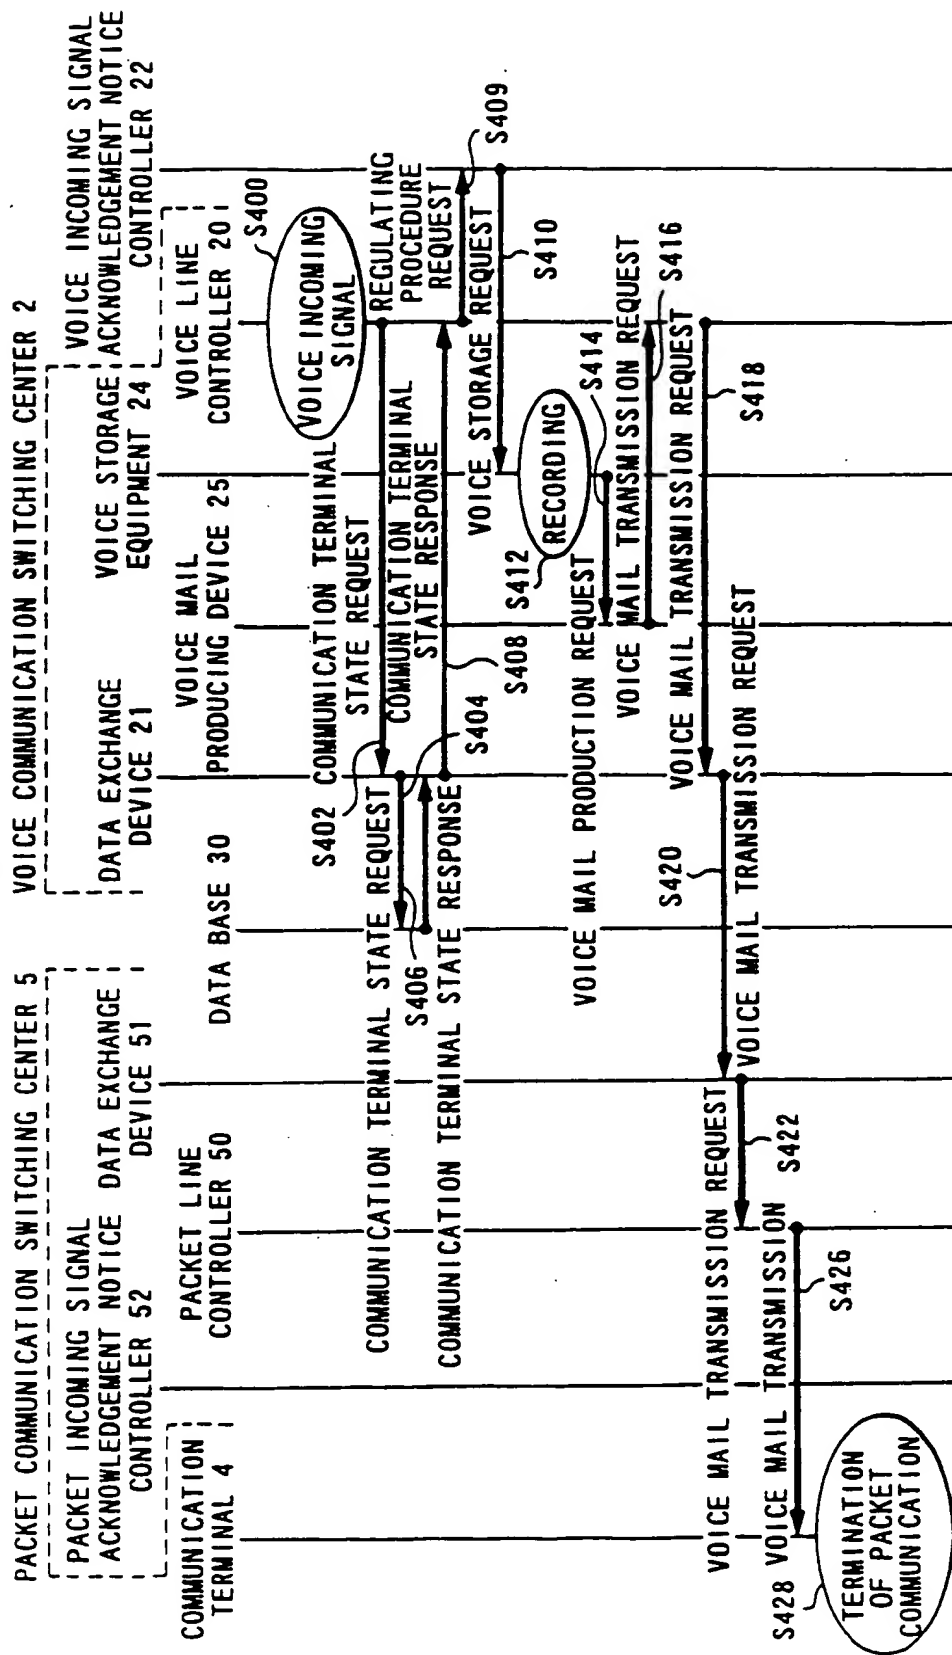 PACKET COMMUNICATION SWITCHING CENTER 5
VOICE COMMUNICATION SWITCHING CENTER 2
PACKET INCOMING SIGNAL
ACKNOWLEDGEMENT NOTICE
CONTROLLER 52
DATA EXCHANGE
DEVICE 51
DATA EXCHANGE
DEVICE 21
VOICE STORAGE
EQUIPMENT 24
VOICE INCOMING SIGNAL
ACKNOWLEDGEMENT NOTICE
CONTROLLER 22
COMMUNICATION
TERMINAL 4
PACKET LINE
CONTROLLER 50
DATA BASE 30
VOICE MAIL
PRODUCING DEVICE 25
VOICE LINE
CONTROLLER 20
S400
VOICE INCOMING
SIGNAL
S402
COMMUNICATION TERMINAL
STATE REQUEST
REGULATING
PROCEDURE
REQUEST
COMMUNICATION TERMINAL STATE REQUEST
S404
S406
COMMUNICATION TERMINAL
STATE RESPONSE
COMMUNICATION TERMINAL STATE RESPONSE
S408
S409
VOICE STORAGE REQUEST
S410
S412
RECORDING
VOICE MAIL PRODUCTION REQUEST
S414
VOICE MAIL TRANSMISSION REQUEST
S416
VOICE MAIL TRANSMISSION REQUEST
S418
S420
VOICE MAIL TRANSMISSION REQUEST
VOICE MAIL TRANSMISSION REQUEST
S422
VOICE MAIL TRANSMISSION
S426
S428
TERMINATION
OF PACKET
COMMUNICATION